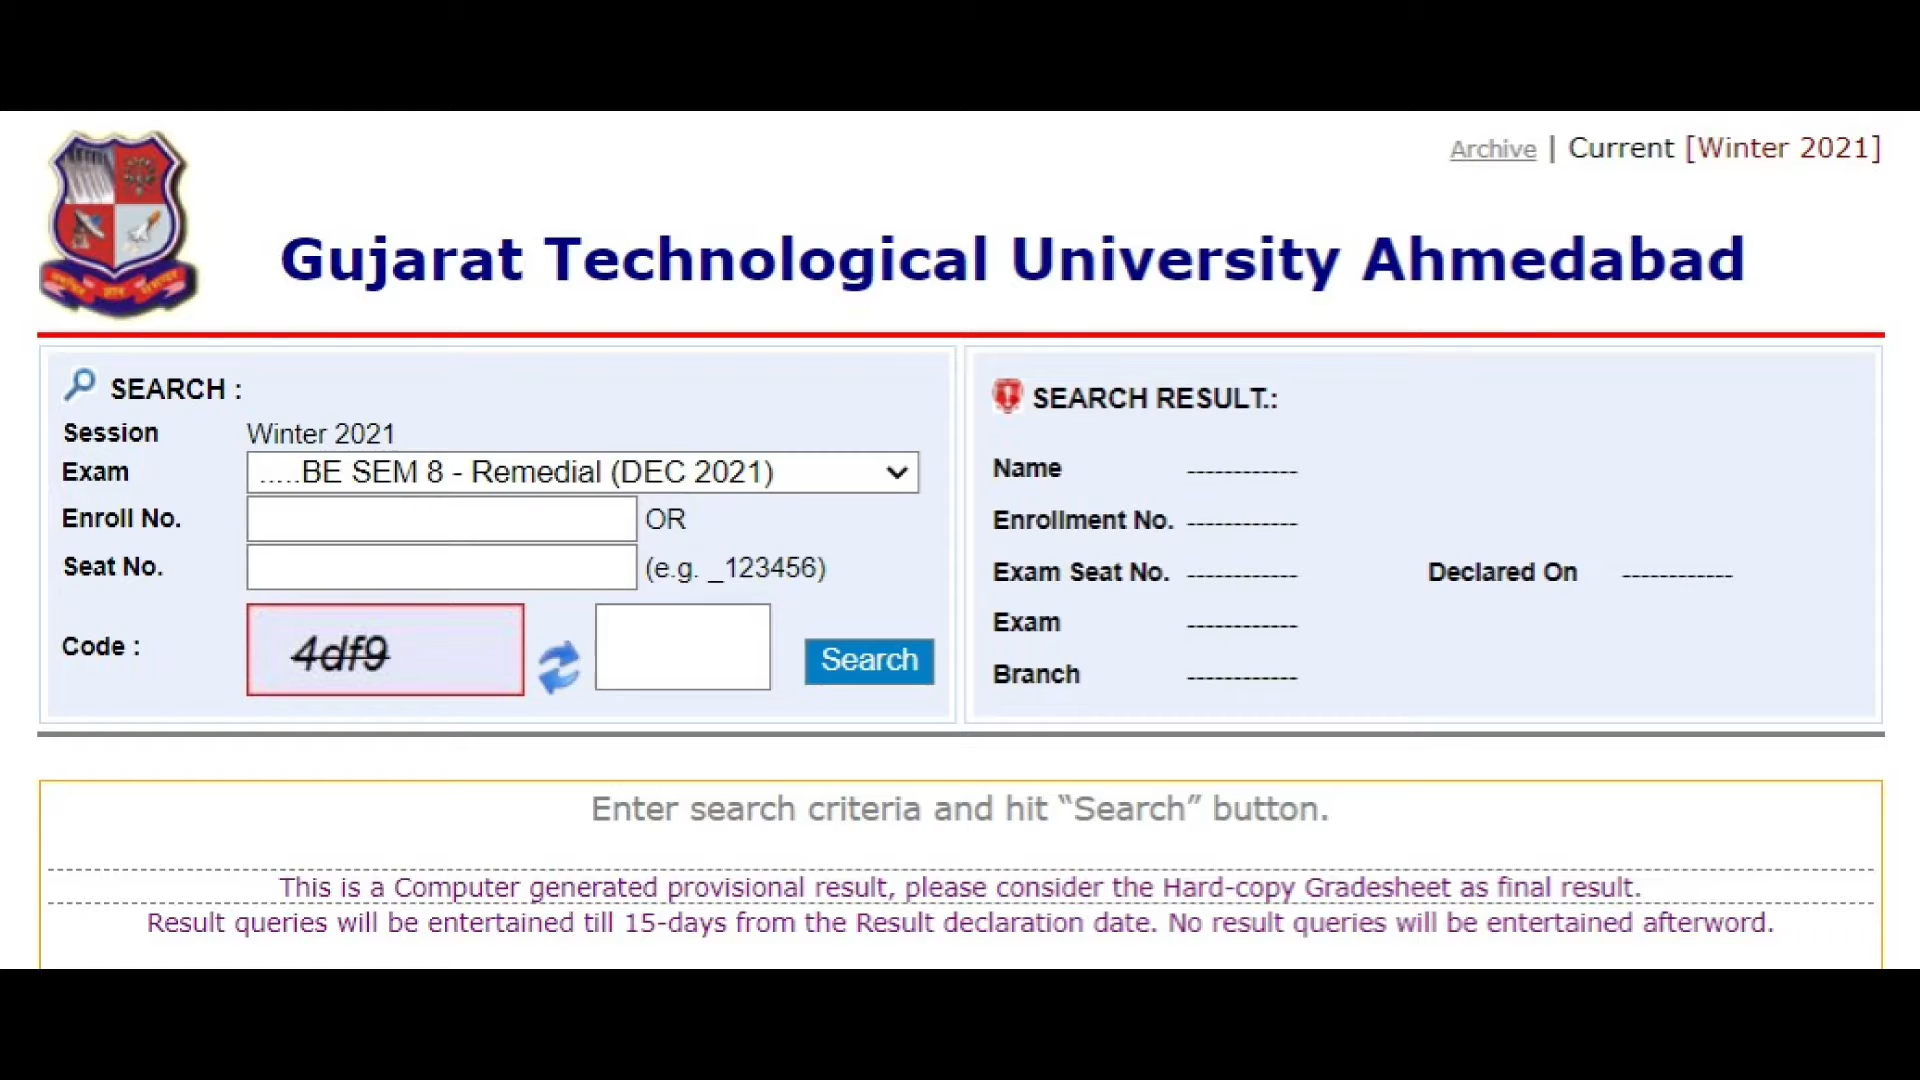 Archive | Current [Winter 2021]
Gujarat Technological University Ahmedabad
SEARCH :
Session Winter 2021
Exam .....BE SEM 8 - Remedial (DEC 2021)
Enroll No. OR
Seat No. (e.g. _123456)
Code : 4df9 Search
SEARCH RESULT.:
Name ------------
Enrollment No. ------------
Exam Seat No. ------------ Declared On ------------
Exam ------------
Branch ------------
Enter search criteria and hit “Search” button.
This is a Computer generated provisional result, please consider the Hard-copy Gradesheet as final result.
Result queries will be entertained till 15-days from the Result declaration date. No result queries will be entertained afterword.